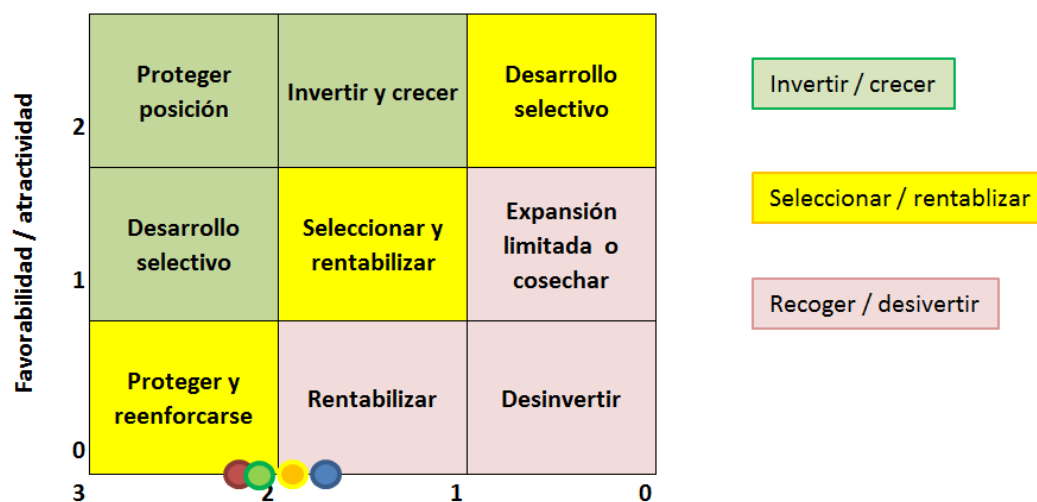 Favorabilidad / atractividad
Proteger
posición
Invertir y crecer
Desarrollo
selectivo
2
Desarrollo
selectivo
Seleccionar y
rentabilizar
Expansión
limitada o
cosechar
1
Proteger y
reenforcarse
Rentabilizar
Desinvertir
0
3
2
1
0
Invertir / crecer
Seleccionar / rentablizar
Recoger / desivertir